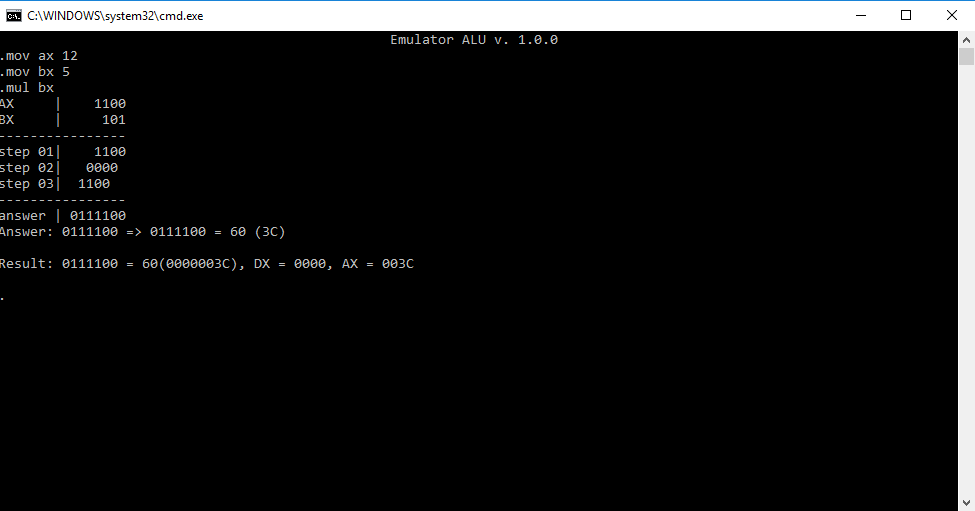 C:\WINDOWS\system32\cmd.exe
Emulator ALU v. 1.0.0
.mov ax 12
.mov bx 5
.mul bx
AX     |    1100
BX     |     101
----------------
step 01|    1100
step 02|   0000
step 03|  1100
----------------
answer | 0111100
Answer: 0111100 => 0111100 = 60 (3C)
Result: 0111100 = 60(0000003C), DX = 0000, AX = 003C
.